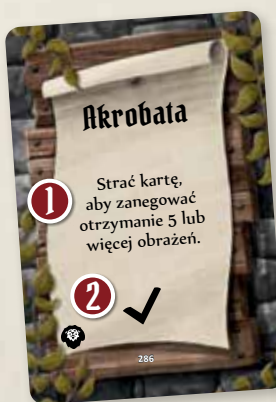 Akrobata
1
Strać kartę,
aby zanegować
otrzymanie 5 lub
więcej obrażeń.
2
286